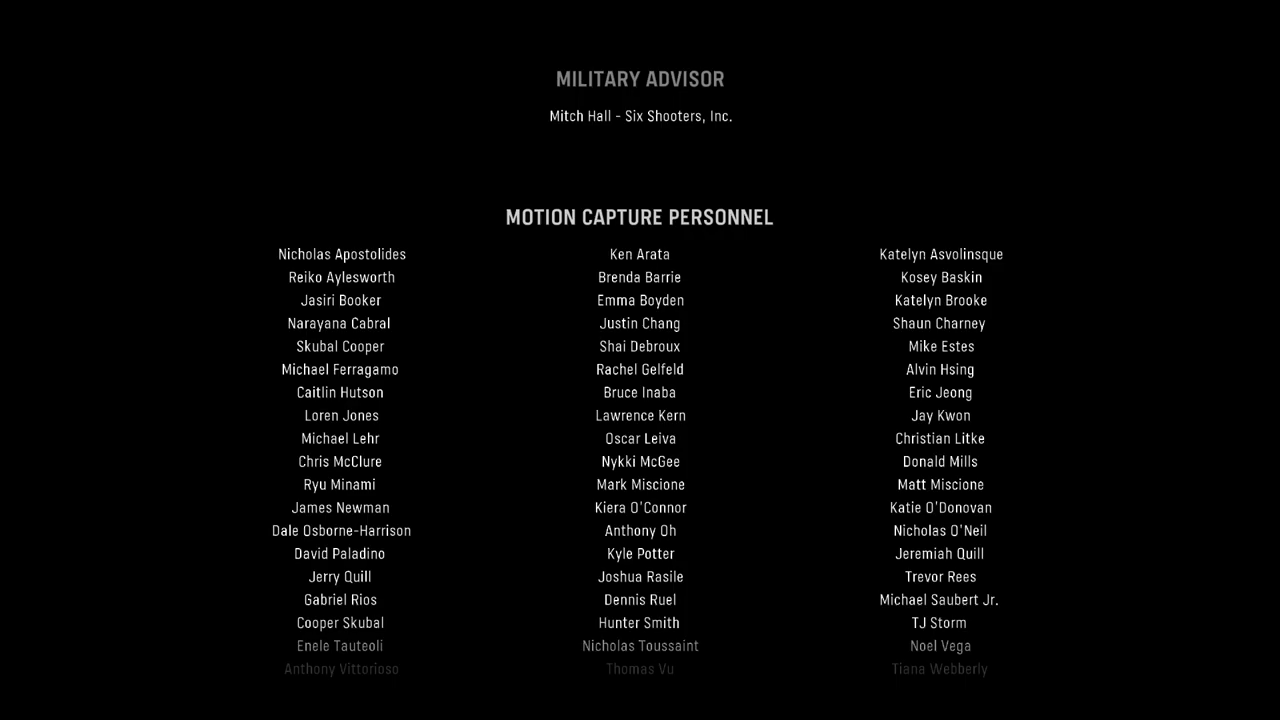 MILITARY ADVISOR
Mitch Hall - Six Shooters, Inc.
MOTION CAPTURE PERSONNEL
Nicholas Apostolides Ken Arata Katelyn Asvolinsque
Reiko Aylesworth Brenda Barrie Kosey Baskin
Jasiri Booker Emma Boyden Katelyn Brooke
Narayana Cabral Justin Chang Shaun Charney
Skubal Cooper Shai Debroux Mike Estes
Michael Ferragamo Rachel Gelfeld Alvin Hsing
Caitlin Hutson Bruce Inaba Eric Jeong
Loren Jones Lawrence Kern Jay Kwon
Michael Lehr Oscar Leiva Christian Litke
Chris McClure Nykki McGee Donald Mills
Ryu Minami Mark Miscione Matt Miscione
James Newman Kiera O'Connor Katie O'Donovan
Dale Osborne-Harrison Anthony Oh Nicholas O'Neil
David Paladino Kyle Potter Jeremiah Quill
Jerry Quill Joshua Rasile Trevor Rees
Gabriel Rios Dennis Ruel Michael Saubert Jr.
Cooper Skubal Hunter Smith TJ Storm
Enele Tauteoli Nicholas Toussaint Noel Vega
Anthony Vittorioso Thomas Vu Tiana Webberly